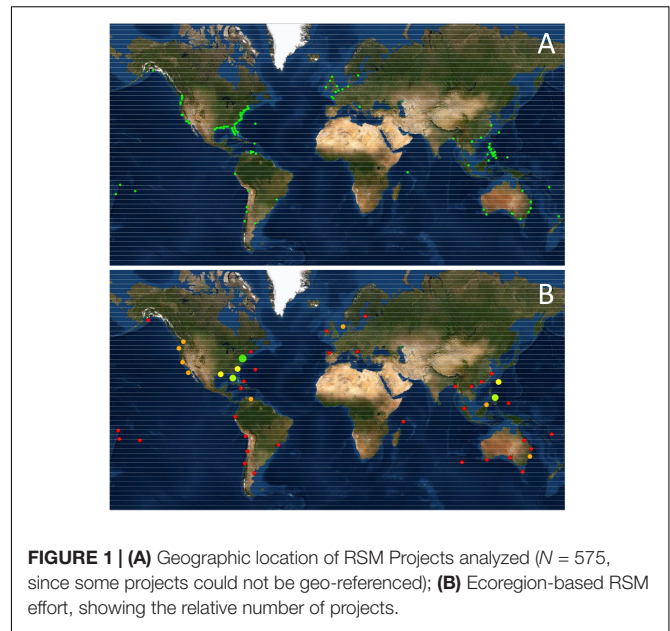 A
B
FIGURE 1 | (A) Geographic location of RSM Projects analyzed (N = 575,
since some projects could not be geo-referenced); (B) Ecoregion-based RSM
effort, showing the relative number of projects.